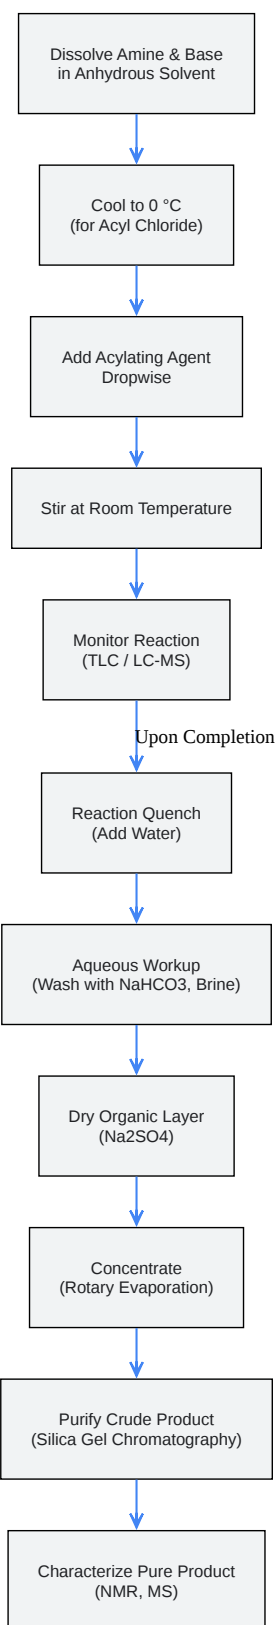 Dissolve Amine & Base
in Anhydrous Solvent
Cool to 0 °C
(for Acyl Chloride)
Add Acylating Agent
Dropwise
Stir at Room Temperature
Monitor Reaction
(TLC / LC-MS)
Upon Completion
Reaction Quench
(Add Water)
Aqueous Workup
(Wash with NaHCO3, Brine)
Dry Organic Layer
(Na2SO4)
Concentrate
(Rotary Evaporation)
Purify Crude Product
(Silica Gel Chromatography)
Characterize Pure Product
(NMR, MS)